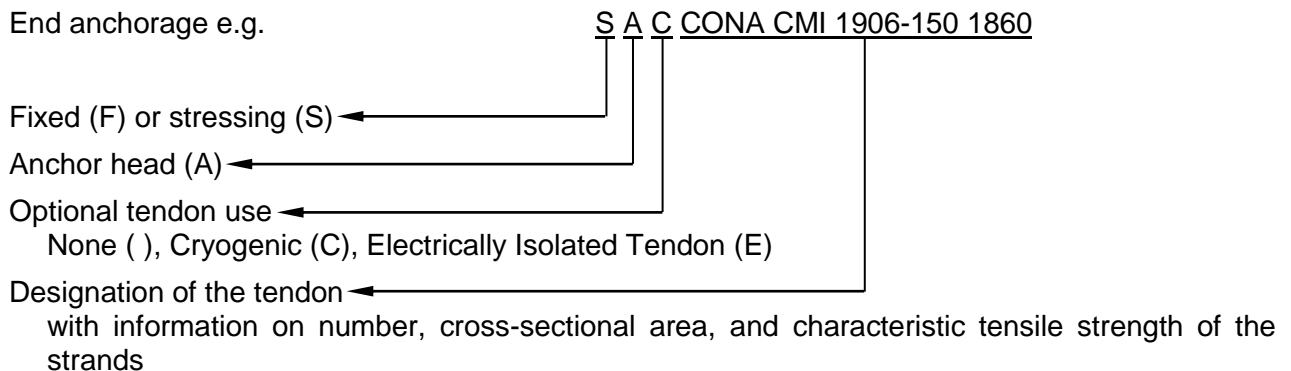 End anchorage e.g. S A C CONA CMI 1906-150 1860
Fixed (F) or stressing (S)
Anchor head (A)
Optional tendon use
None ( ), Cryogenic (C), Electrically Isolated Tendon (E)
Designation of the tendon
with information on number, cross-sectional area, and characteristic tensile strength of the
strands